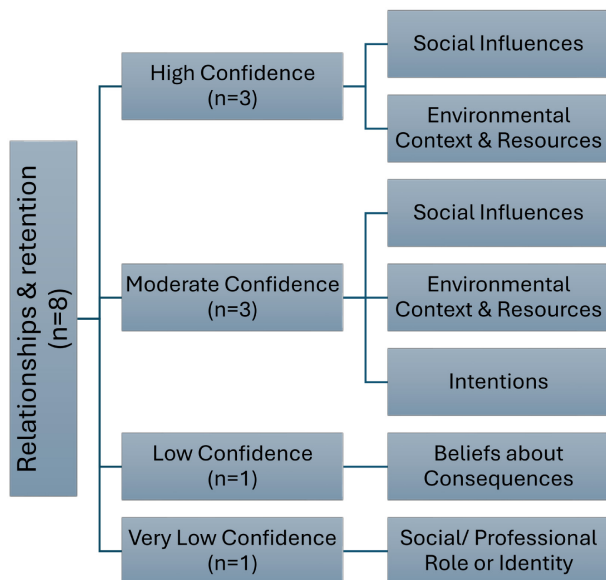 Relationships & retention
(n=8)
High Confidence
(n=3)
Social Influences
Environmental
Context & Resources
Moderate Confidence
(n=3)
Social Influences
Environmental
Context & Resources
Intentions
Low Confidence
(n=1)
Beliefs about
Consequences
Very Low Confidence
(n=1)
Social/ Professional
Role or Identity